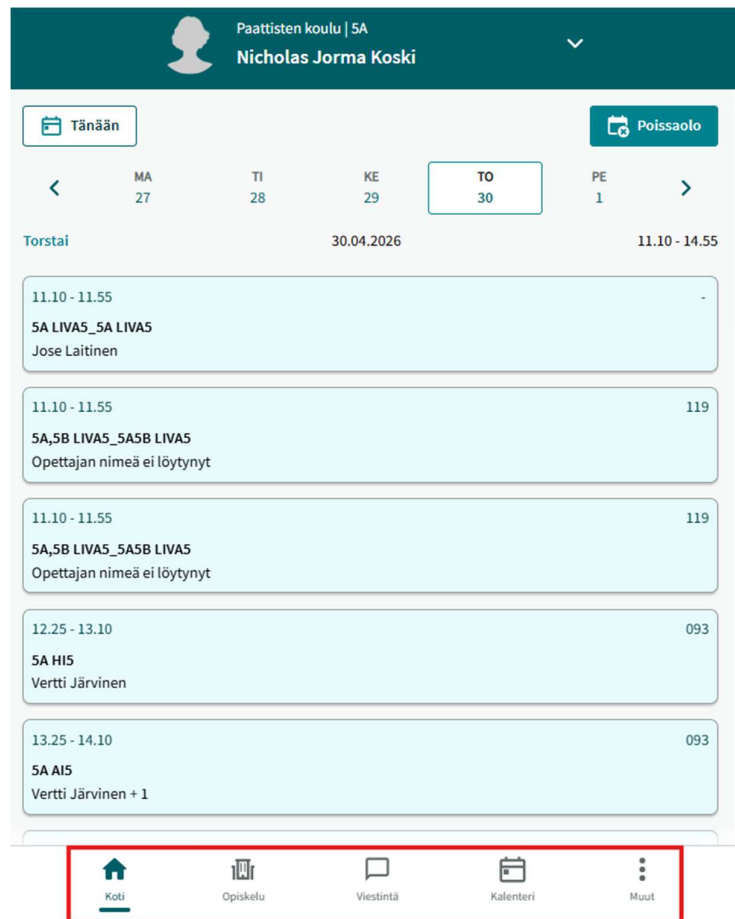 Paattisten koulu | 5A
Nicholas Jorma Koski
Tänään
Poissaolo
MA TI KE TO PE
27 28 29 30 1
Torstai 30.04.2026 11.10 - 14.55
11.10 - 11.55 -
5A LIVA5_5A LIVA5
Jose Laitinen
11.10 - 11.55 119
5A,5B LIVA5_5A5B LIVA5
Opettajan nimeä ei löytynyt
11.10 - 11.55 119
5A,5B LIVA5_5A5B LIVA5
Opettajan nimeä ei löytynyt
12.25 - 13.10 093
5A HI5
Vertti Järvinen
13.25 - 14.10 093
5A AI5
Vertti Järvinen + 1
Koti Opiskelu Viestintä Kalenteri Muut